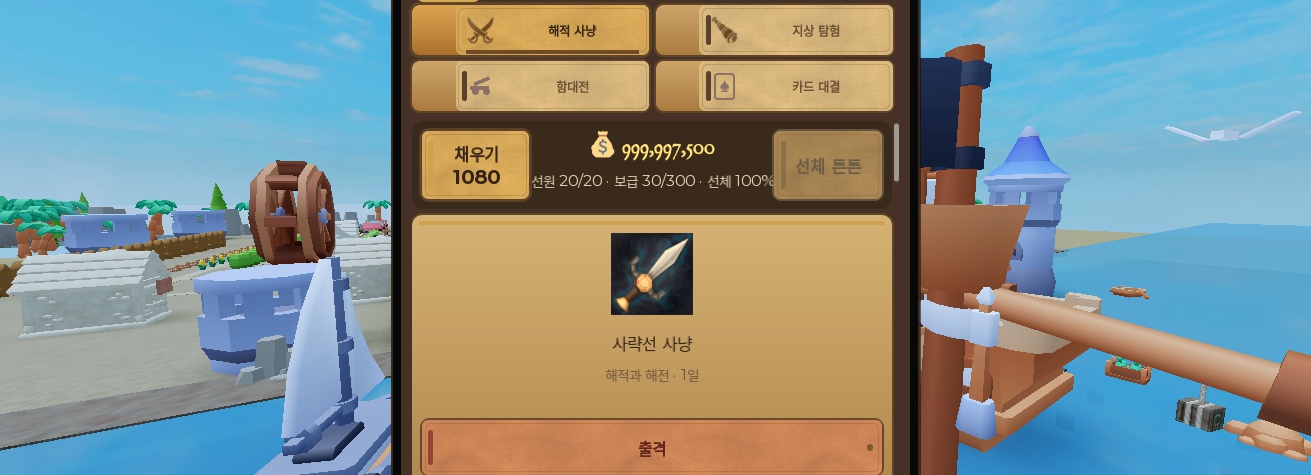 해적 사냥
지상 탐험
함대전
카드 대결
채우기
1080
999,997,500
선원 20/20 · 보급 30/300 · 선체 100%
선체 튼튼
사략선 사냥
해적과 해전 · 1일
출격